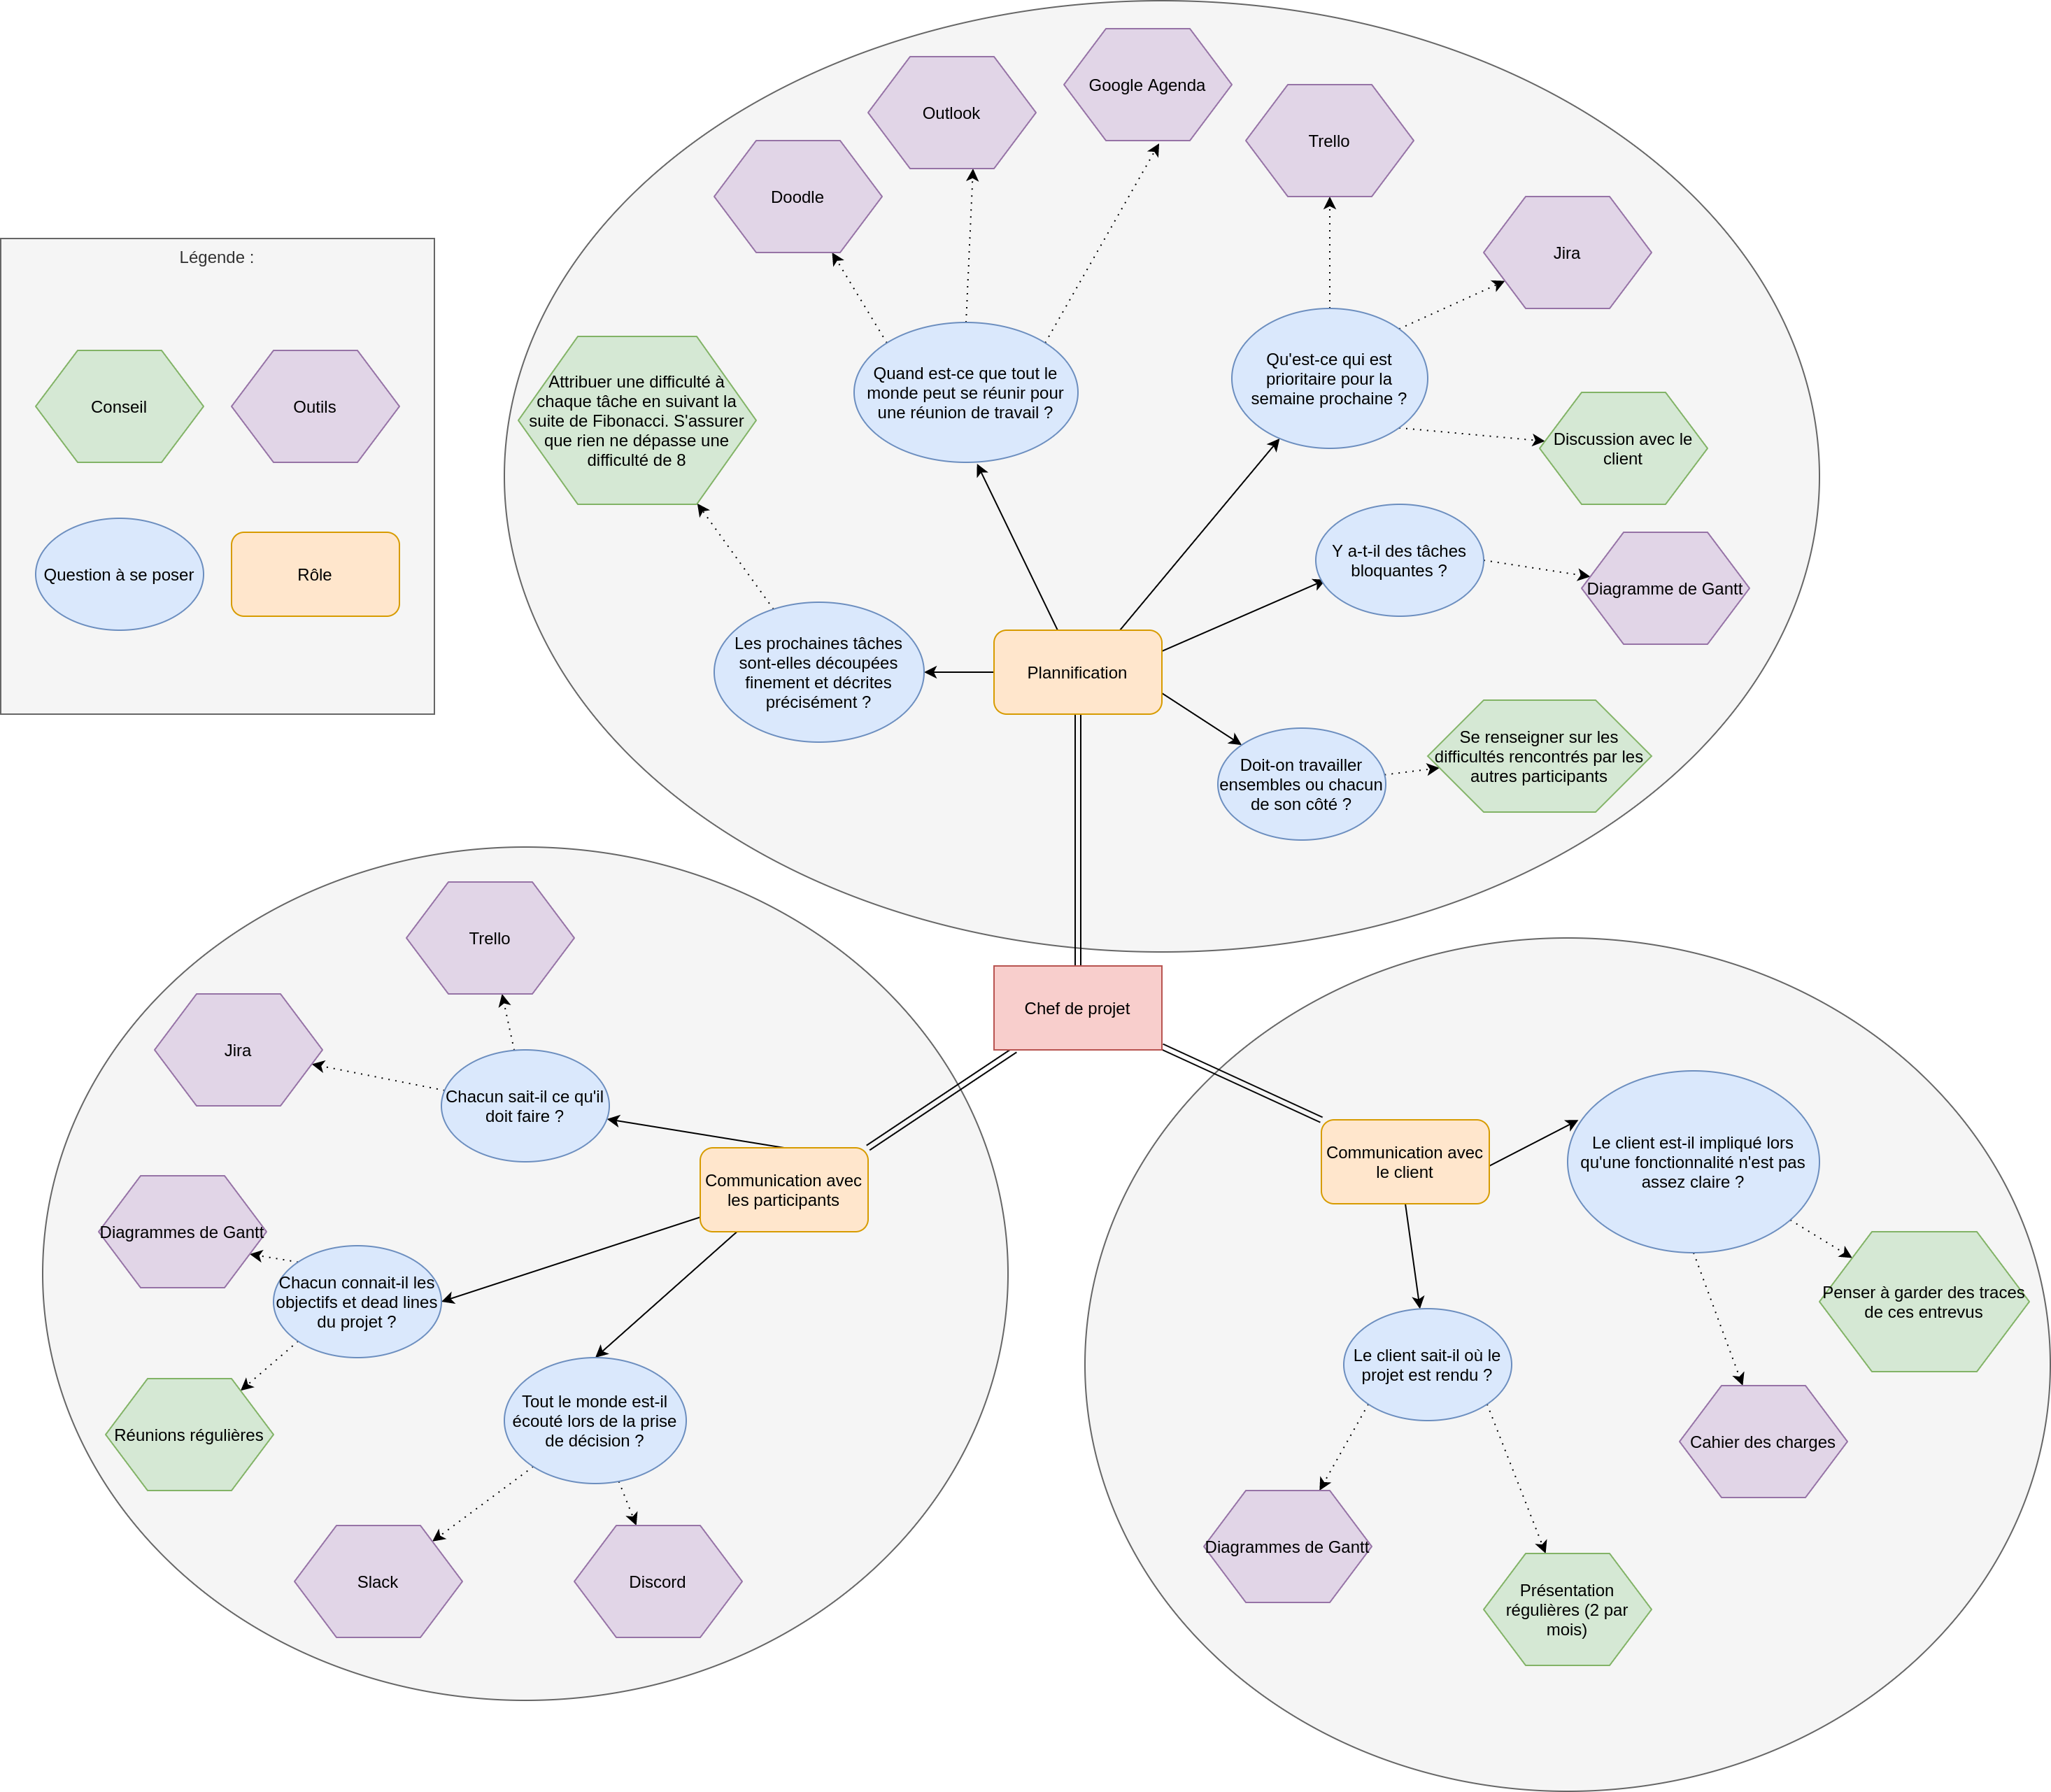 Google Agenda
Outlook
Trello
Doodle
Jira
Légende :
Quand est-ce que tout le
monde peut se réunir pour
une réunion de travail ?
Qu'est-ce qui est
prioritaire pour la
semaine prochaine ?
Attribuer une difficulté à
chaque tâche en suivant la
suite de Fibonacci. S'assurer
que rien ne dépasse une
difficulté de 8
Conseil
Outils
Discussion avec le
client
Question à se poser
Rôle
Y a-t-il des tâches
bloquantes ?
Diagramme de Gantt
Les prochaines tâches
sont-elles découpées
finement et décrites
précisément ?
Plannification
Se renseigner sur les
difficultés rencontrés par les
autres participants
Doit-on travailler
ensembles ou chacun
de son côté ?
Trello
Chef de projet
Jira
Chacun sait-il ce qu'il
doit faire ?
Communication avec
les participants
Communication avec
le client
Le client est-il impliqué lors
qu'une fonctionnalité n'est pas
assez claire ?
Diagrammes de Gantt
Chacun connait-il les
objectifs et dead lines
du projet ?
Penser à garder des traces
de ces entrevus
Le client sait-il où le
projet est rendu ?
Tout le monde est-il
écouté lors de la prise
de décision ?
Réunions régulières
Cahier des charges
Diagrammes de Gantt
Slack
Discord
Présentation
régulières (2 par
mois)